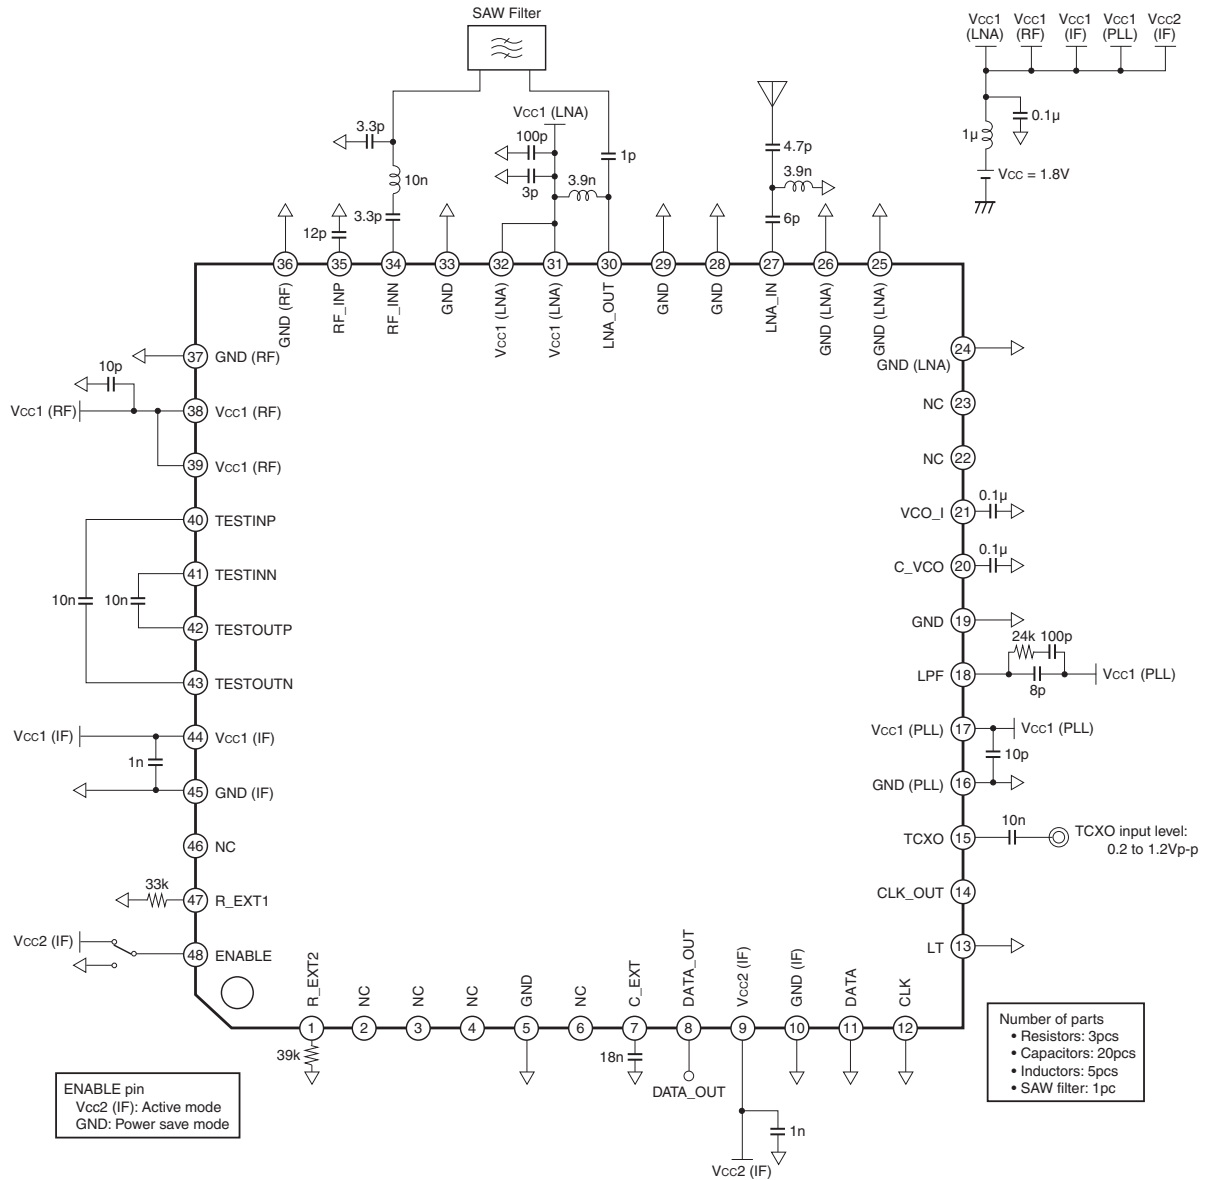 SAW Filter
VCC1
(LNA)
VCC1
(RF)
VCC1
(IF)
VCC1
(PLL)
VCC2
(IF)
0.1μ
1μ
VCC = 1.8V
3.3p
10n
3.3p
12p
VCC1 (LNA)
100p
3p
3.9n
1p
4.7p
3.9n
6p
36
35
34
33
32
31
30
29
28
27
26
25
GND (RF)
RF_INP
RF_INN
GND
VCC1 (LNA)
VCC1 (LNA)
LNA_OUT
GND
GND
LNA_IN
GND (LNA)
GND (LNA)
37 GND (RF)
10p
VCC1 (RF)
38 VCC1 (RF)
39 VCC1 (RF)
40 TESTINP
41 TESTINN
10n
10n
42 TESTOUTP
43 TESTOUTN
VCC1 (IF)
44 VCC1 (IF)
1n
45 GND (IF)
46 NC
33k
47 R_EXT1
VCC2 (IF)
48 ENABLE
GND (LNA) 24
NC 23
NC 22
VCO_I 21
0.1μ
C_VCO 20
0.1μ
GND 19
24k 100p
LPF 18
8p
VCC1 (PLL)
VCC1 (PLL) 17
VCC1 (PLL)
10p
GND (PLL) 16
10n
TCXO 15
TCXO input level:
0.2 to 1.2Vp-p
CLK_OUT 14
LT 13
R_EXT2
NC
NC
NC
GND
NC
C_EXT
DATA_OUT
VCC2 (IF)
GND (IF)
DATA
CLK
1
2
3
4
5
6
7
8
9
10
11
12
39k
18n
DATA_OUT
1n
VCC2 (IF)
ENABLE pin
VCC2 (IF): Active mode
GND: Power save mode
Number of parts
• Resistors: 3pcs
• Capacitors: 20pcs
• Inductors: 5pcs
• SAW filter: 1pc